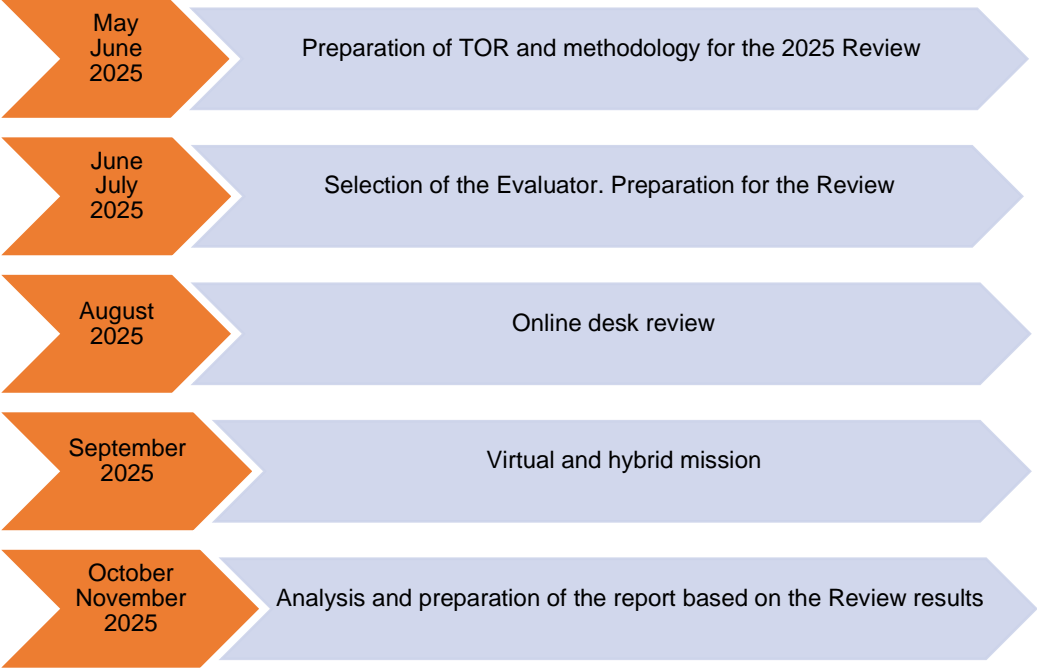 May
June
2025
Preparation of TOR and methodology for the 2025 Review
June
July
2025
Selection of the Evaluator. Preparation for the Review
August
2025
Online desk review
September
2025
Virtual and hybrid mission
October
November
2025
Analysis and preparation of the report based on the Review results